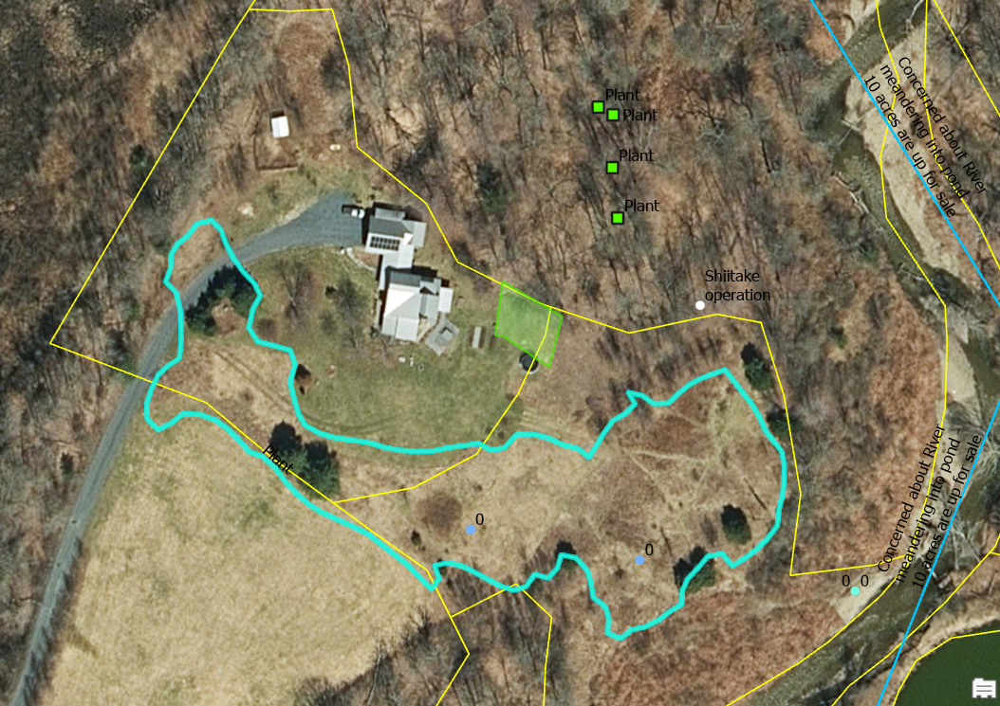 Plant
Plant
Plant
Plant
Shiitake
operation
Concerned about River
meandering into pond
10 acres are up for sale
Plant
0
0
0 0
Concerned about River
meandering into pond -
10 acres are up for sale